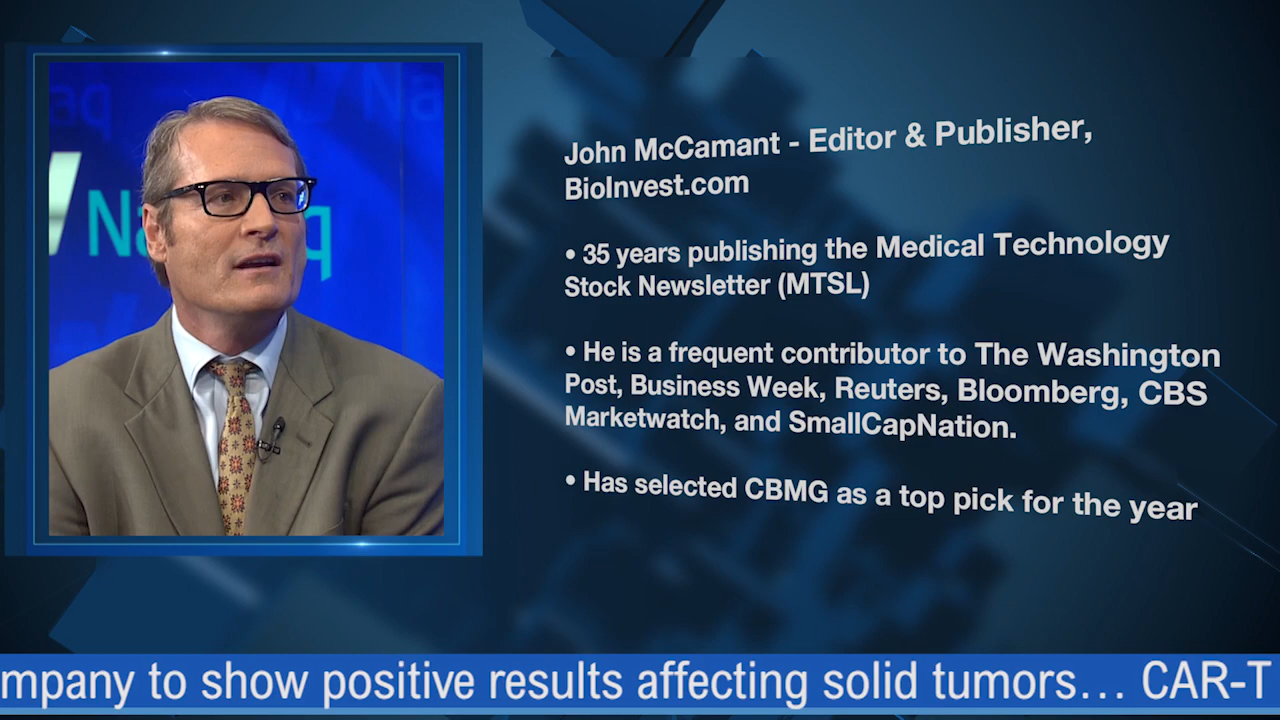 John McCamant - Editor & Publisher,
BioInvest.com
• 35 years publishing the Medical Technology
Stock Newsletter (MTSL)
• He is a frequent contributor to The Washington
Post, Business Week, Reuters, Bloomberg, CBS
Marketwatch, and SmallCapNation.
• Has selected CBMG as a top pick for the year
mpany to show positive results affecting solid tumors… CAR-T